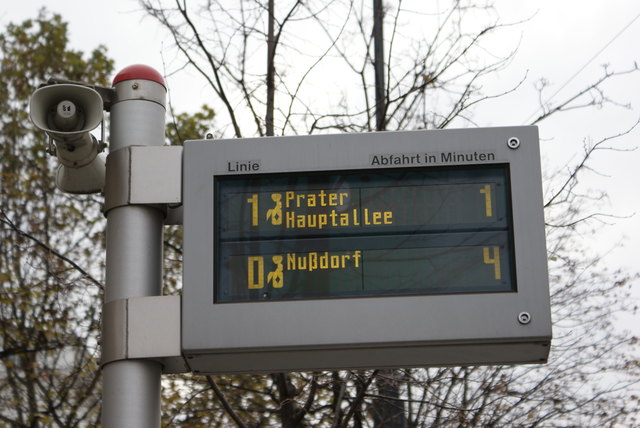 Linie Abfahrt in Minuten
1 Prater 1
Hauptallee
D Nußdorf 4